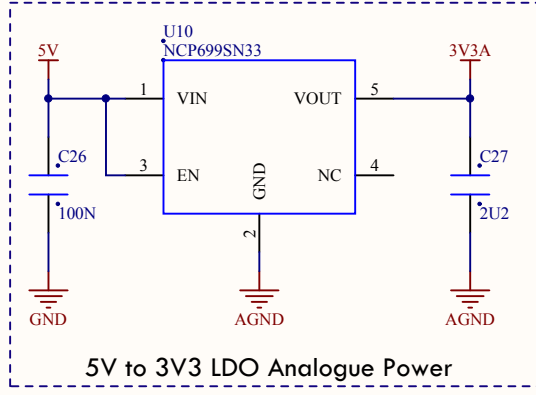 U10
NCP699SN33
5V
3V3A
1
VIN
VOUT
5
C26
3
EN
GND
NC
4
C27
100N
2
2U2
GND
AGND
AGND
5V to 3V3 LDO Analogue Power